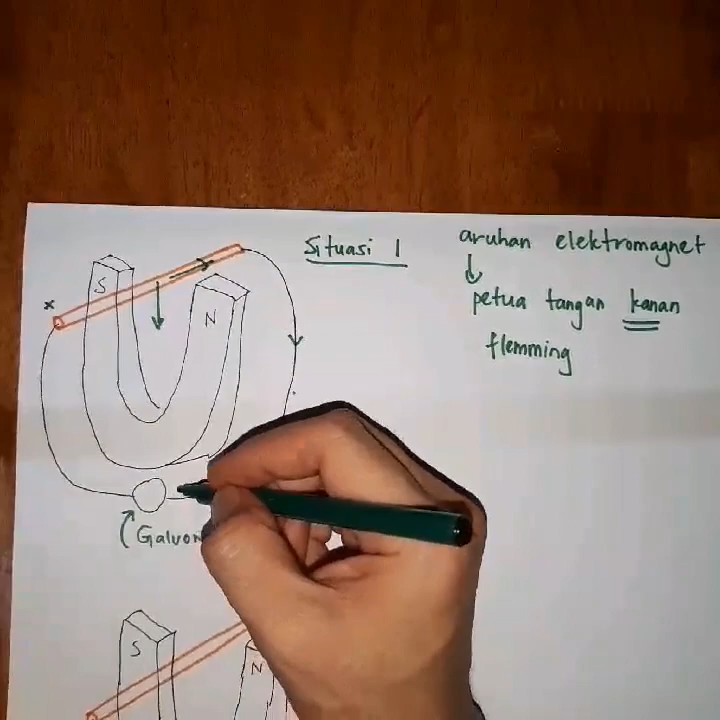 Situasi 1
aruhan elektromagnet
petua tangan kanan
flemming
S
N
x
S
N